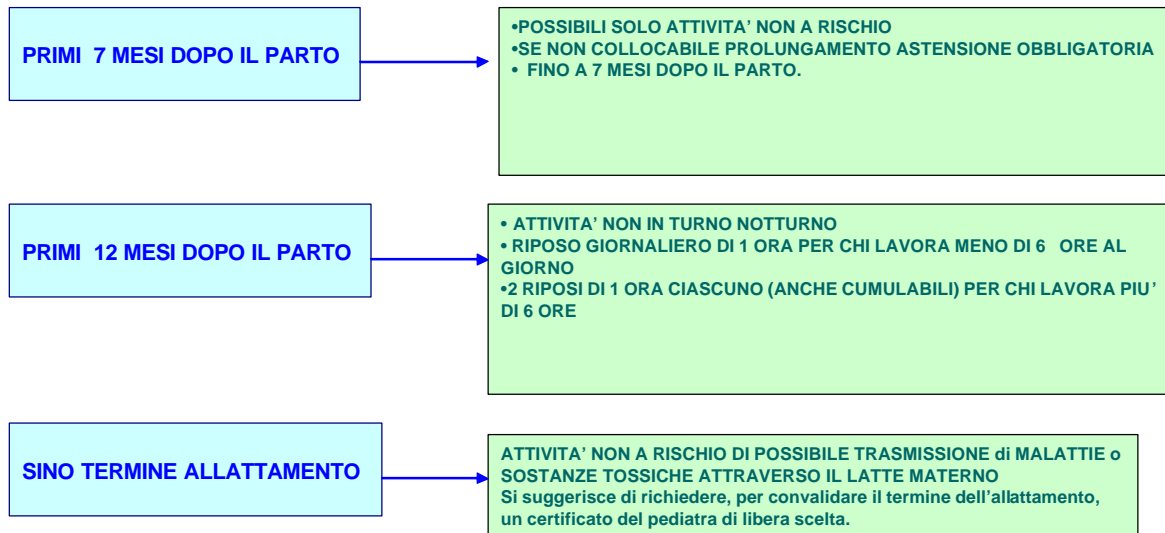 PRIMI 7 MESI DOPO IL PARTO
•POSSIBILI SOLO ATTIVITA' NON A RISCHIO
•SE NON COLLOCABILE PROLUNGAMENTO ASTENSIONE OBBLIGATORIA
• FINO A 7 MESI DOPO IL PARTO.
PRIMI 12 MESI DOPO IL PARTO
• ATTIVITA' NON IN TURNO NOTTURNO
• RIPOSO GIORNALIERO DI 1 ORA PER CHI LAVORA MENO DI 6 ORE AL
GIORNO
•2 RIPOSI DI 1 ORA CIASCUNO (ANCHE CUMULABILI) PER CHI LAVORA PIU'
DI 6 ORE
SINO TERMINE ALLATTAMENTO
ATTIVITA' NON A RISCHIO DI POSSIBILE TRASMISSIONE di MALATTIE o
SOSTANZE TOSSICHE ATTRAVERSO IL LATTE MATERNO
Si suggerisce di richiedere, per convalidare il termine dell'allattamento,
un certificato del pediatra di libera scelta.